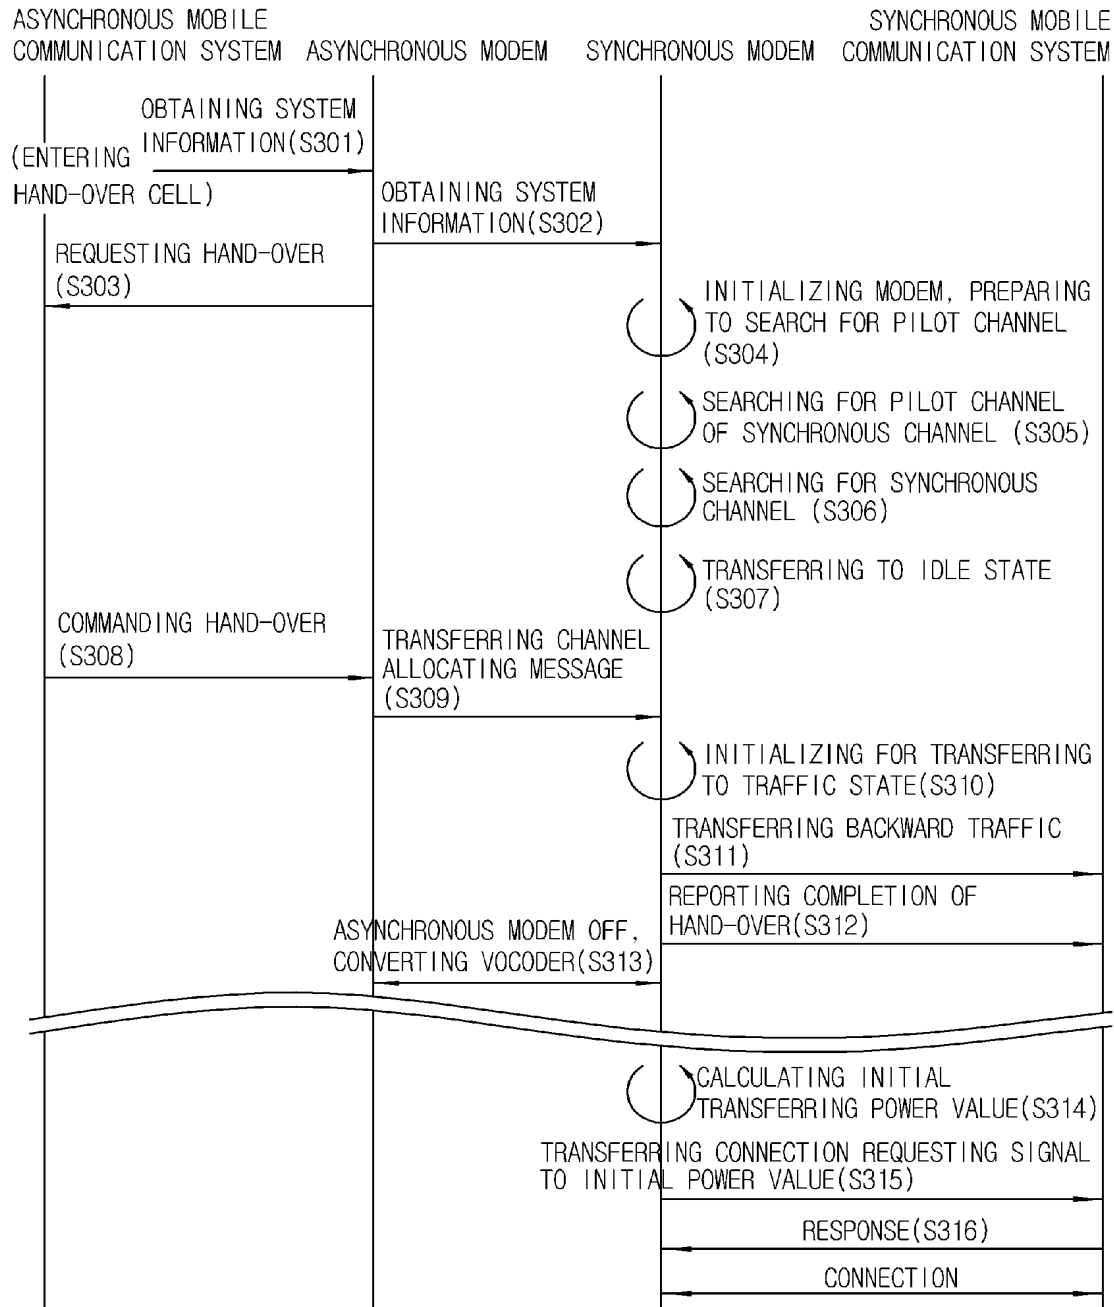 ASYNCHRONOUS MOBILE
COMMUNICATION SYSTEM
ASYNCHRONOUS MODEM
SYNCHRONOUS MODEM
SYNCHRONOUS MOBILE
COMMUNICATION SYSTEM
OBTAINING SYSTEM
INFORMATION(S301)
(ENTERING
HAND-OVER CELL)
OBTAINING SYSTEM
INFORMATION(S302)
REQUESTING HAND-OVER
(S303)
INITIALIZING MODEM, PREPARING
TO SEARCH FOR PILOT CHANNEL
(S304)
SEARCHING FOR PILOT CHANNEL
OF SYNCHRONOUS CHANNEL (S305)
SEARCHING FOR SYNCHRONOUS
CHANNEL (S306)
TRANSFERRING TO IDLE STATE
(S307)
COMMANDING HAND-OVER
(S308)
TRANSFERRING CHANNEL
ALLOCATING MESSAGE
(S309)
INITIALIZING FOR TRANSFERRING
TO TRAFFIC STATE(S310)
TRANSFERRING BACKWARD TRAFFIC
(S311)
REPORTING COMPLETION OF
HAND-OVER(S312)
ASYNCHRONOUS MODEM OFF,
CONVERTING VOCODER(S313)
CALCULATING INITIAL
TRANSFERRING POWER VALUE(S314)
TRANSFERRING CONNECTION REQUESTING SIGNAL
TO INITIAL POWER VALUE(S315)
RESPONSE(S316)
CONNECTION